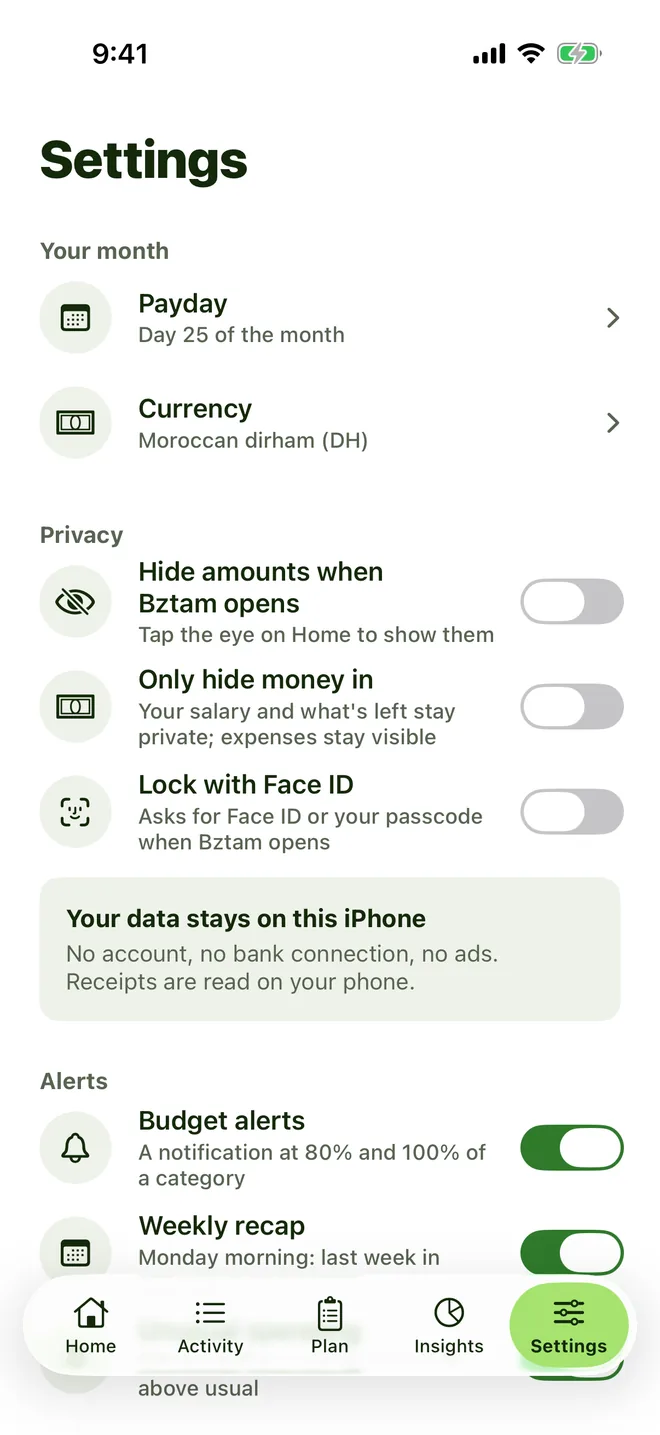 9:41
Settings
Your month
Payday
Day 25 of the month
Currency
Moroccan dirham (DH)
Privacy
Hide amounts when
Bztam opens
Tap the eye on Home to show them
Only hide money in
Your salary and what's left stay
private; expenses stay visible
Lock with Face ID
Asks for Face ID or your passcode
when Bztam opens
Your data stays on this iPhone
No account, no bank connection, no ads.
Receipts are read on your phone.
Alerts
Budget alerts
A notification at 80% and 100% of
a category
Weekly recap
Monday morning: last week in
Home
Activity
Plan
Insights
Settings
above usual